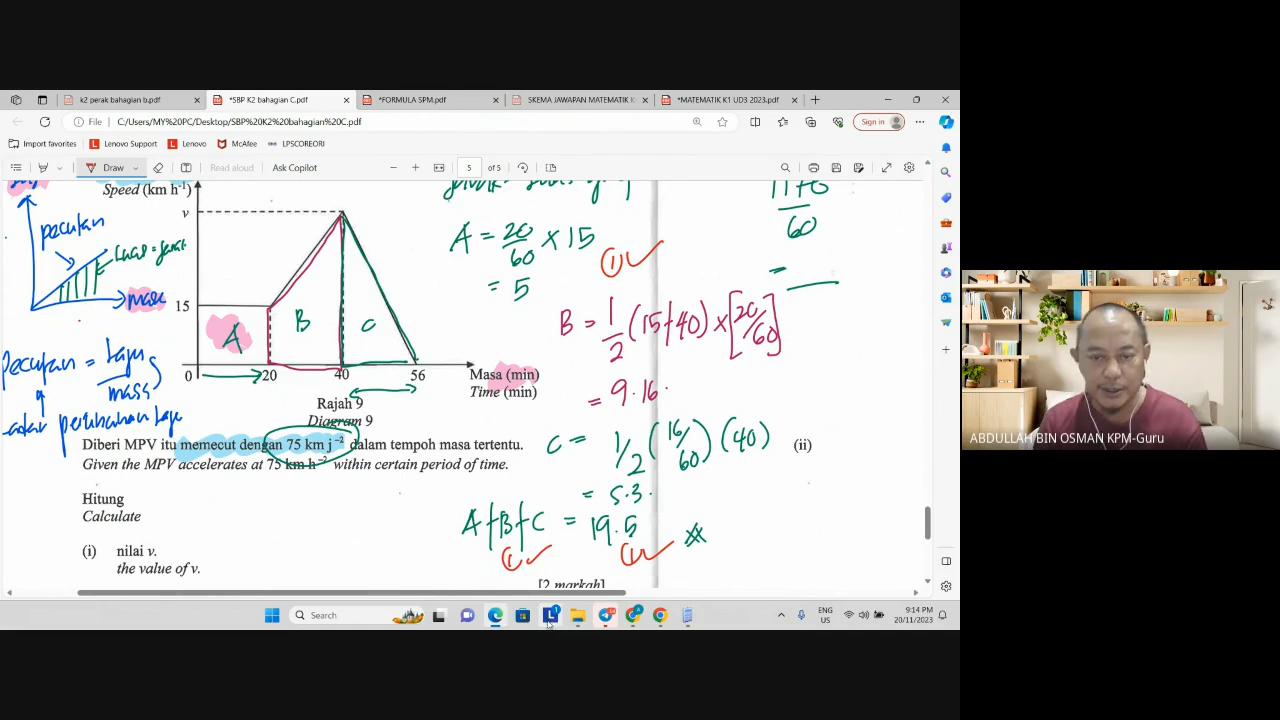 k2 perak bahagian b.pdf
*SBP K2 bahagian C.pdf
*FORMULA SPM.pdf
SKEMA JAWAPAN MATEMATIK K
*MATEMATIK K1 UD3 2023.pdf
File
C:/Users/MY%20PC/Desktop/SBP%20K2%20bahagian%20C.pdf
Sign in
Import favorites
Lenovo Support
Lenovo
McAfee
LPSCOREORI
Draw
Read aloud
Ask Copilot
5 of 5
Speed (km h⁻¹)
v
15
0 20 40 56
Masa (min)
Time (min)
Rajah 9
Diagram 9
A
B
C
pecutan
Luas = jarak
masa
Pecutan = Laju
masa
perubahan laju
A = 20/60 × 15
= 5
① ✓
B = 1/2 (15+40) × [20/60]
= 9.16.
C = 1/2 (16/60) (40)
= 5.3.
A+B+C = 19.5
① ✓ ① ✓
60
=
Diberi MPV itu memecut dengan 75 km j⁻² dalam tempoh masa tertentu.
Given the MPV accelerates at 75 km h⁻² within certain period of time.
(ii)
Hitung
Calculate
(i) nilai v.
the value of v.
[2 markah]
Search
ENG
US
9:14 PM
20/11/2023
ABDULLAH BIN OSMAN KPM-Guru